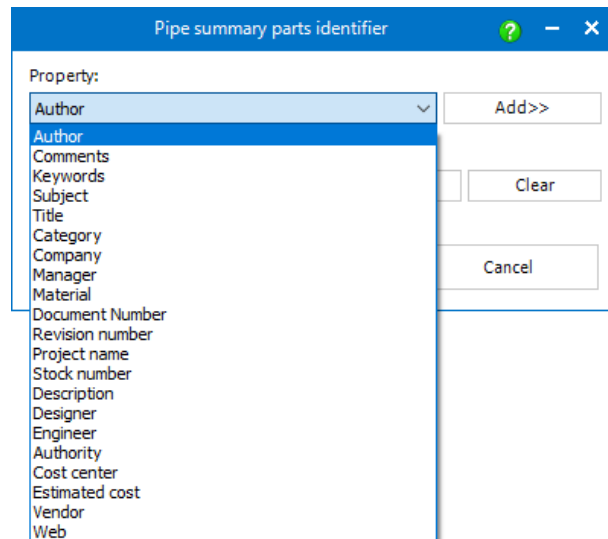 Pipe summary parts identifier
Property:
Author
Add>>
Author
Comments
Keywords
Subject
Title
Category
Company
Manager
Material
Document Number
Revision number
Project name
Stock number
Description
Designer
Engineer
Authority
Cost center
Estimated cost
Vendor
Web
Clear
Cancel